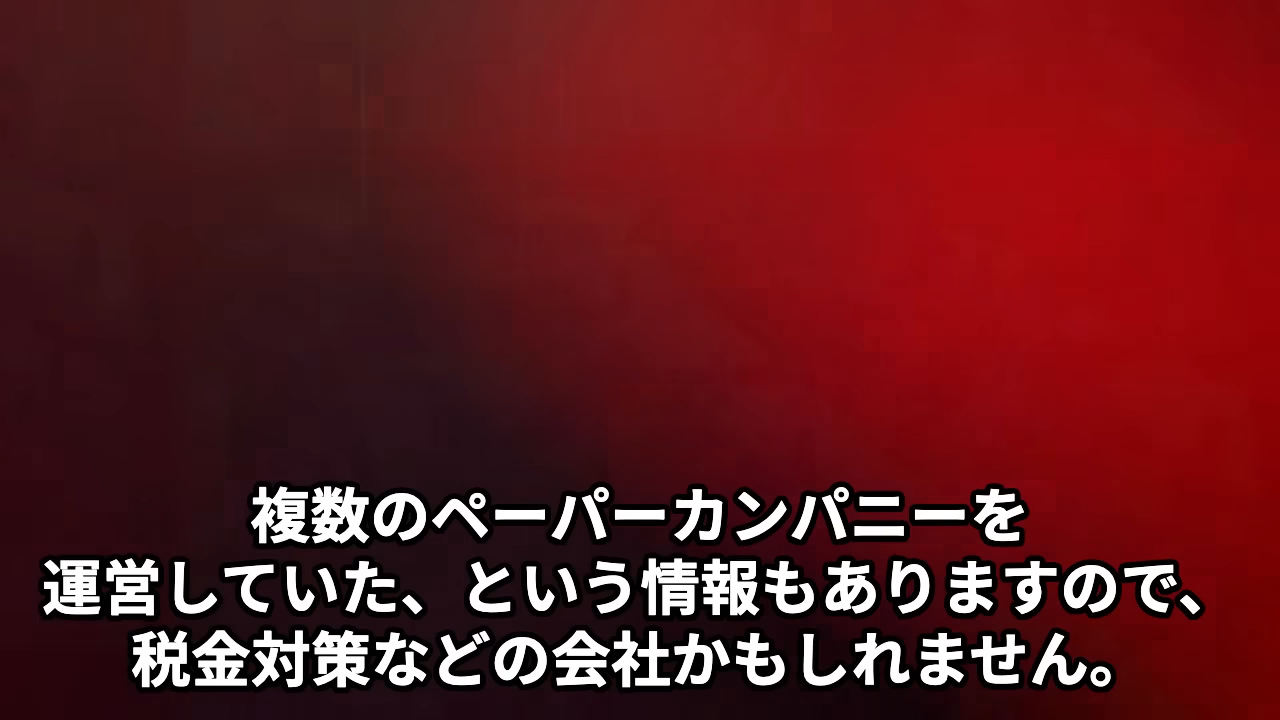 複数のペーパーカンパニーを
運営していた、という情報もありますので、
税金対策などの会社かもしれません。